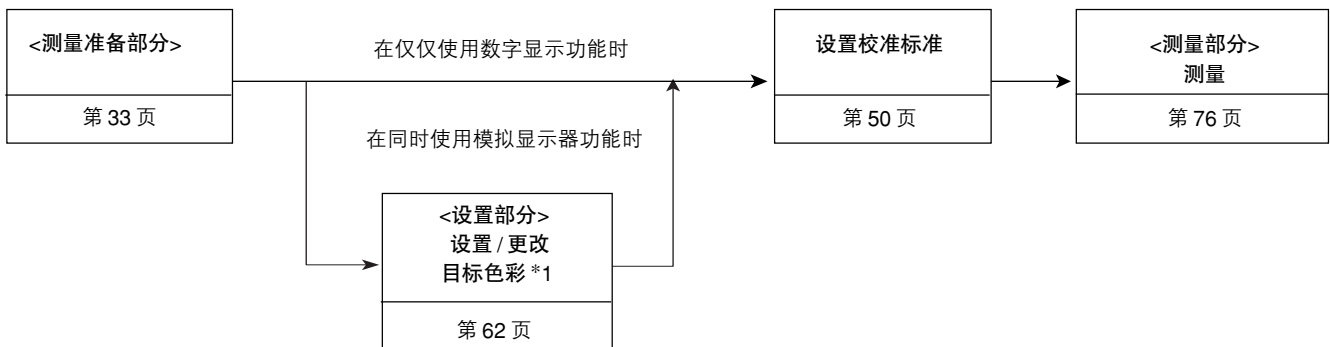 <测量准备部分>
第 33 页
在仅仅使用数字显示功能时
在同时使用模拟显示器功能时
<设置部分>
设置 / 更改
目标色彩 *1
第 62 页
设置校准标准
第 50 页
<测量部分>
测量
第 76 页